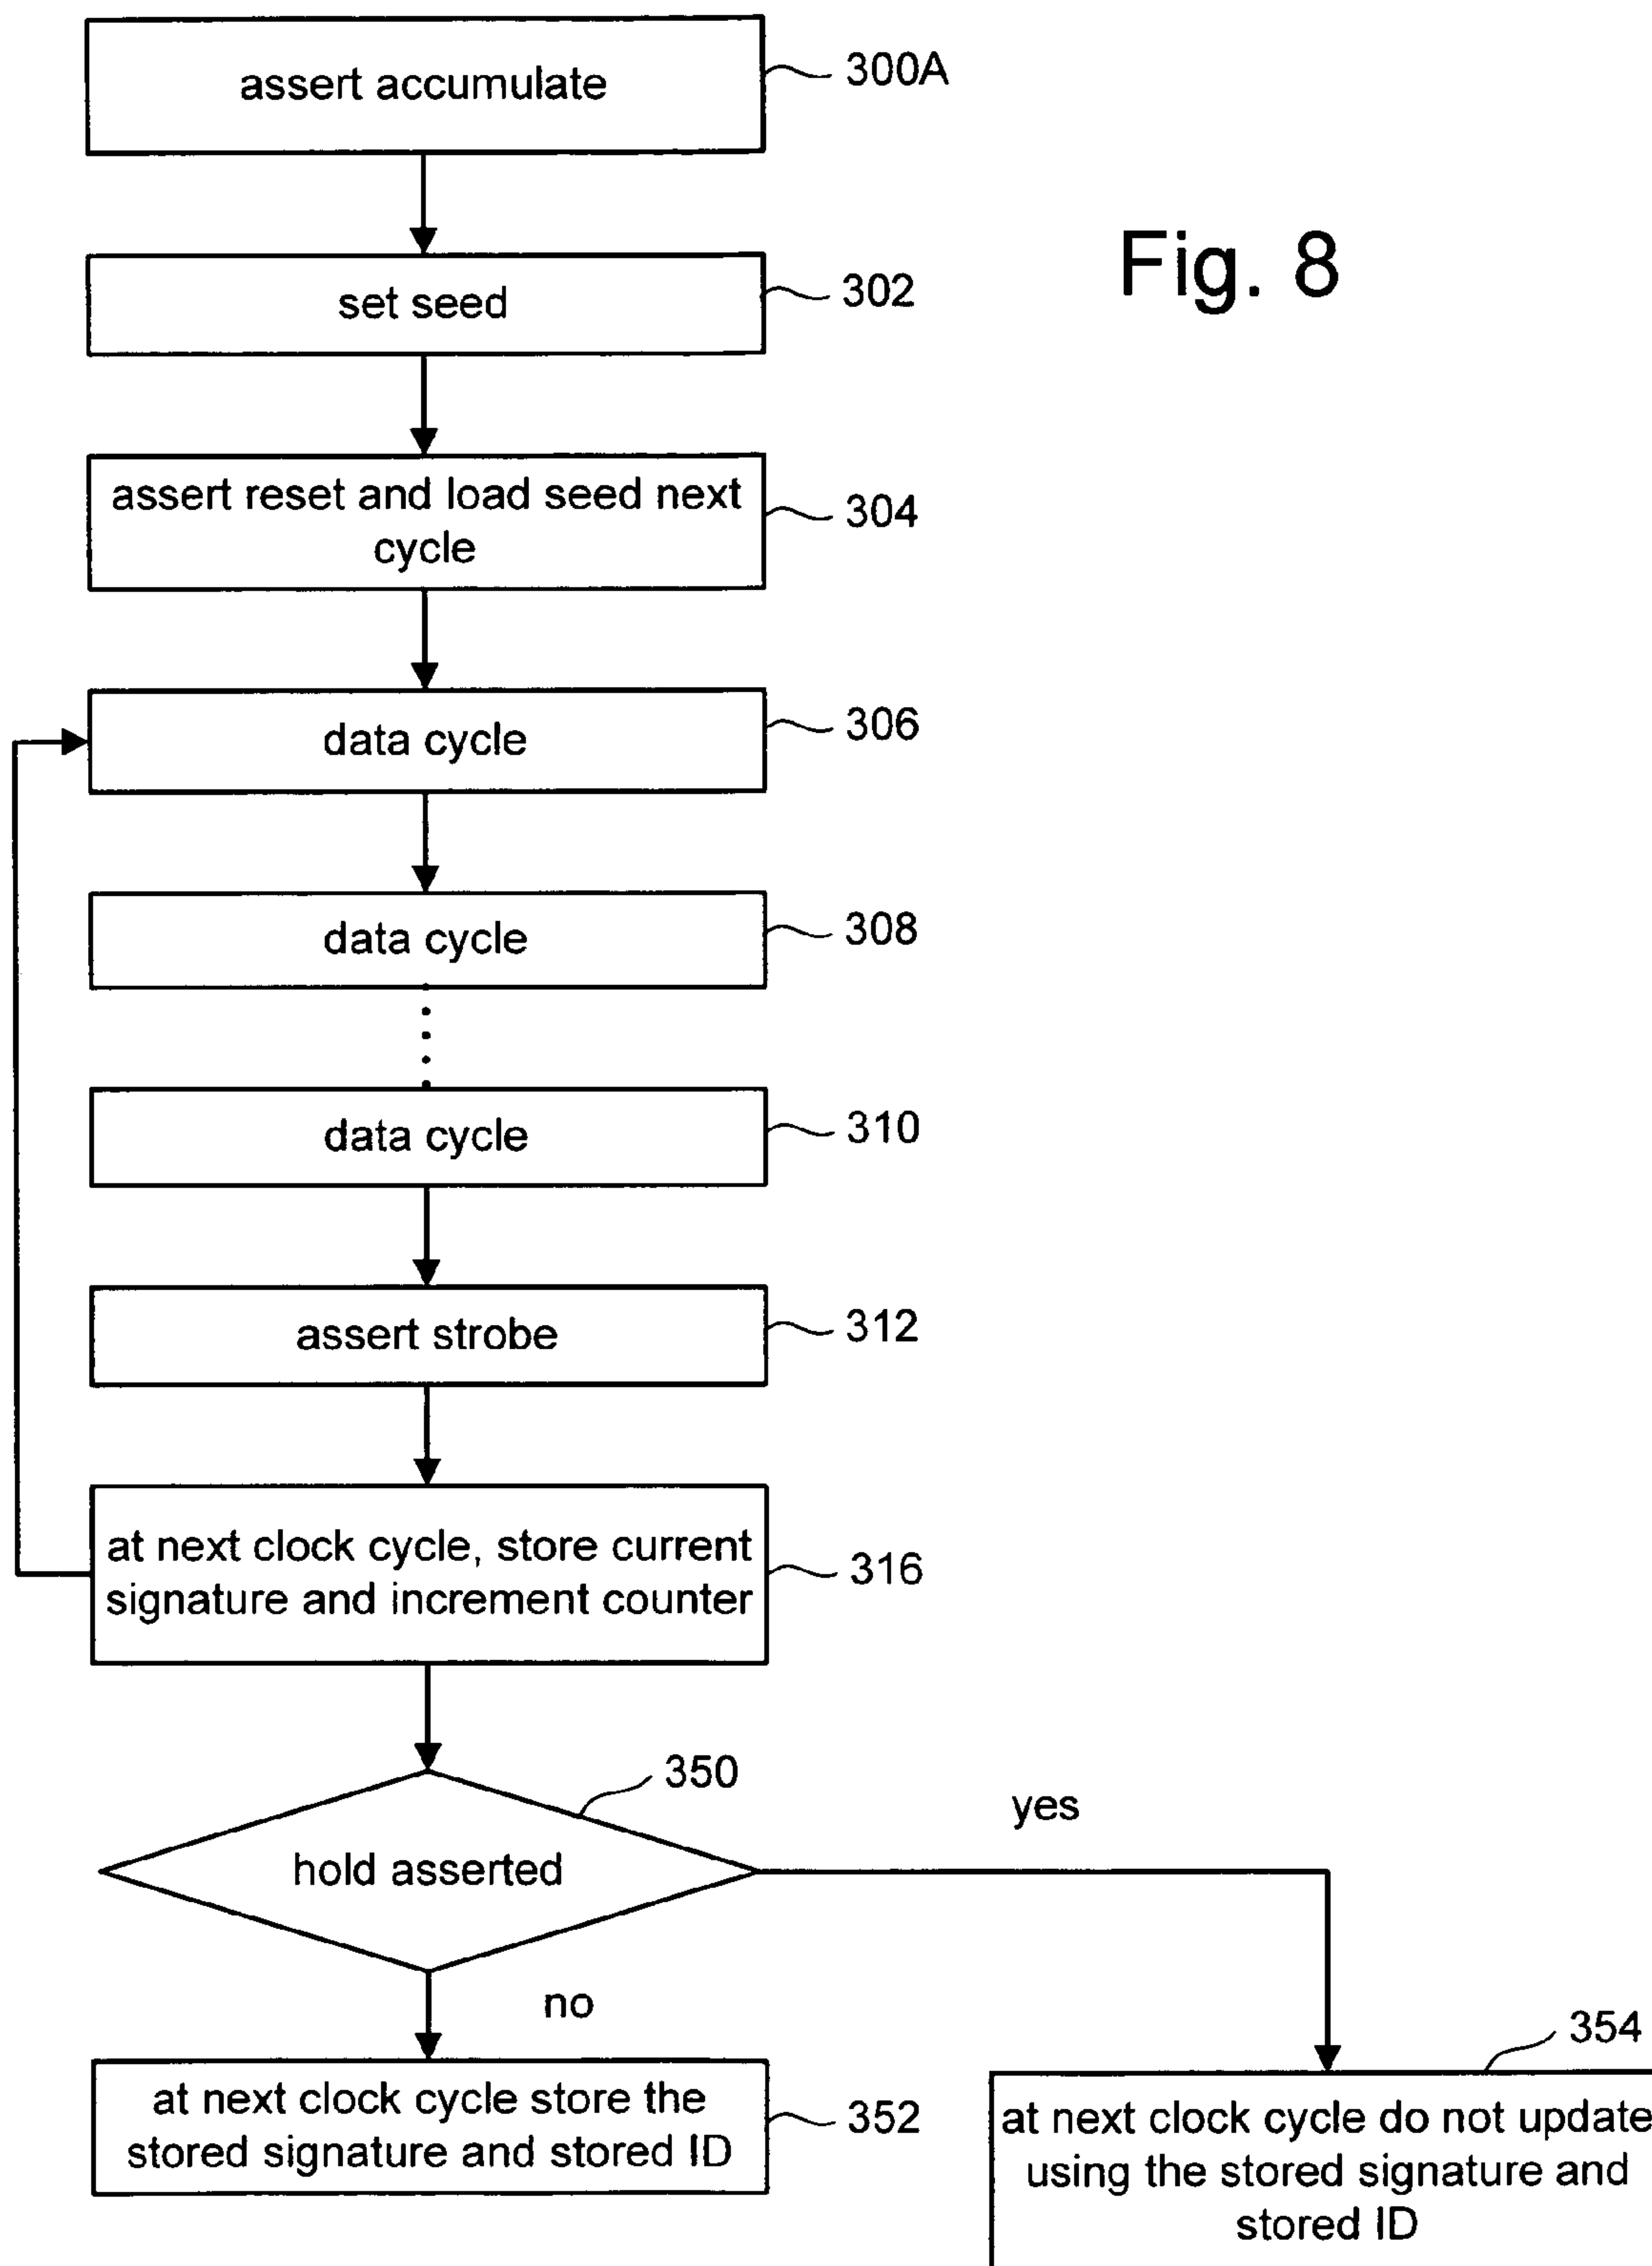 assert accumulate
300A
Fig. 8
set seed
302
assert reset and load seed next
cycle
304
data cycle
306
data cycle
308
data cycle
310
assert strobe
312
at next clock cycle, store current
signature and increment counter
316
350
hold asserted
yes
no
at next clock cycle store the
stored signature and stored ID
352
354
at next clock cycle do not update
using the stored signature and
stored ID